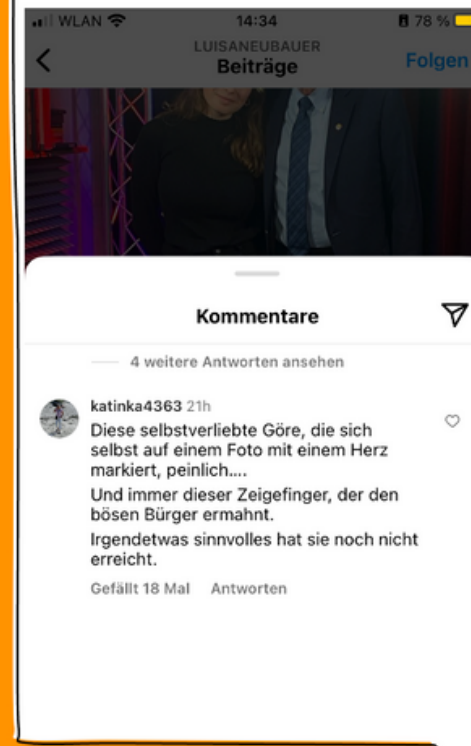 WLAN 14:34 78 %
LUISANEUBAUER
Beiträge
Folgen
Kommentare
4 weitere Antworten ansehen
katinka4363 21h
Diese selbstverliebte Göre, die sich
selbst auf einem Foto mit einem Herz
markiert, peinlich....
Und immer dieser Zeigefinger, der den
bösen Bürger ermahnt.
Irgendetwas sinnvolles hat sie noch nicht
erreicht.
Gefällt 18 Mal Antworten